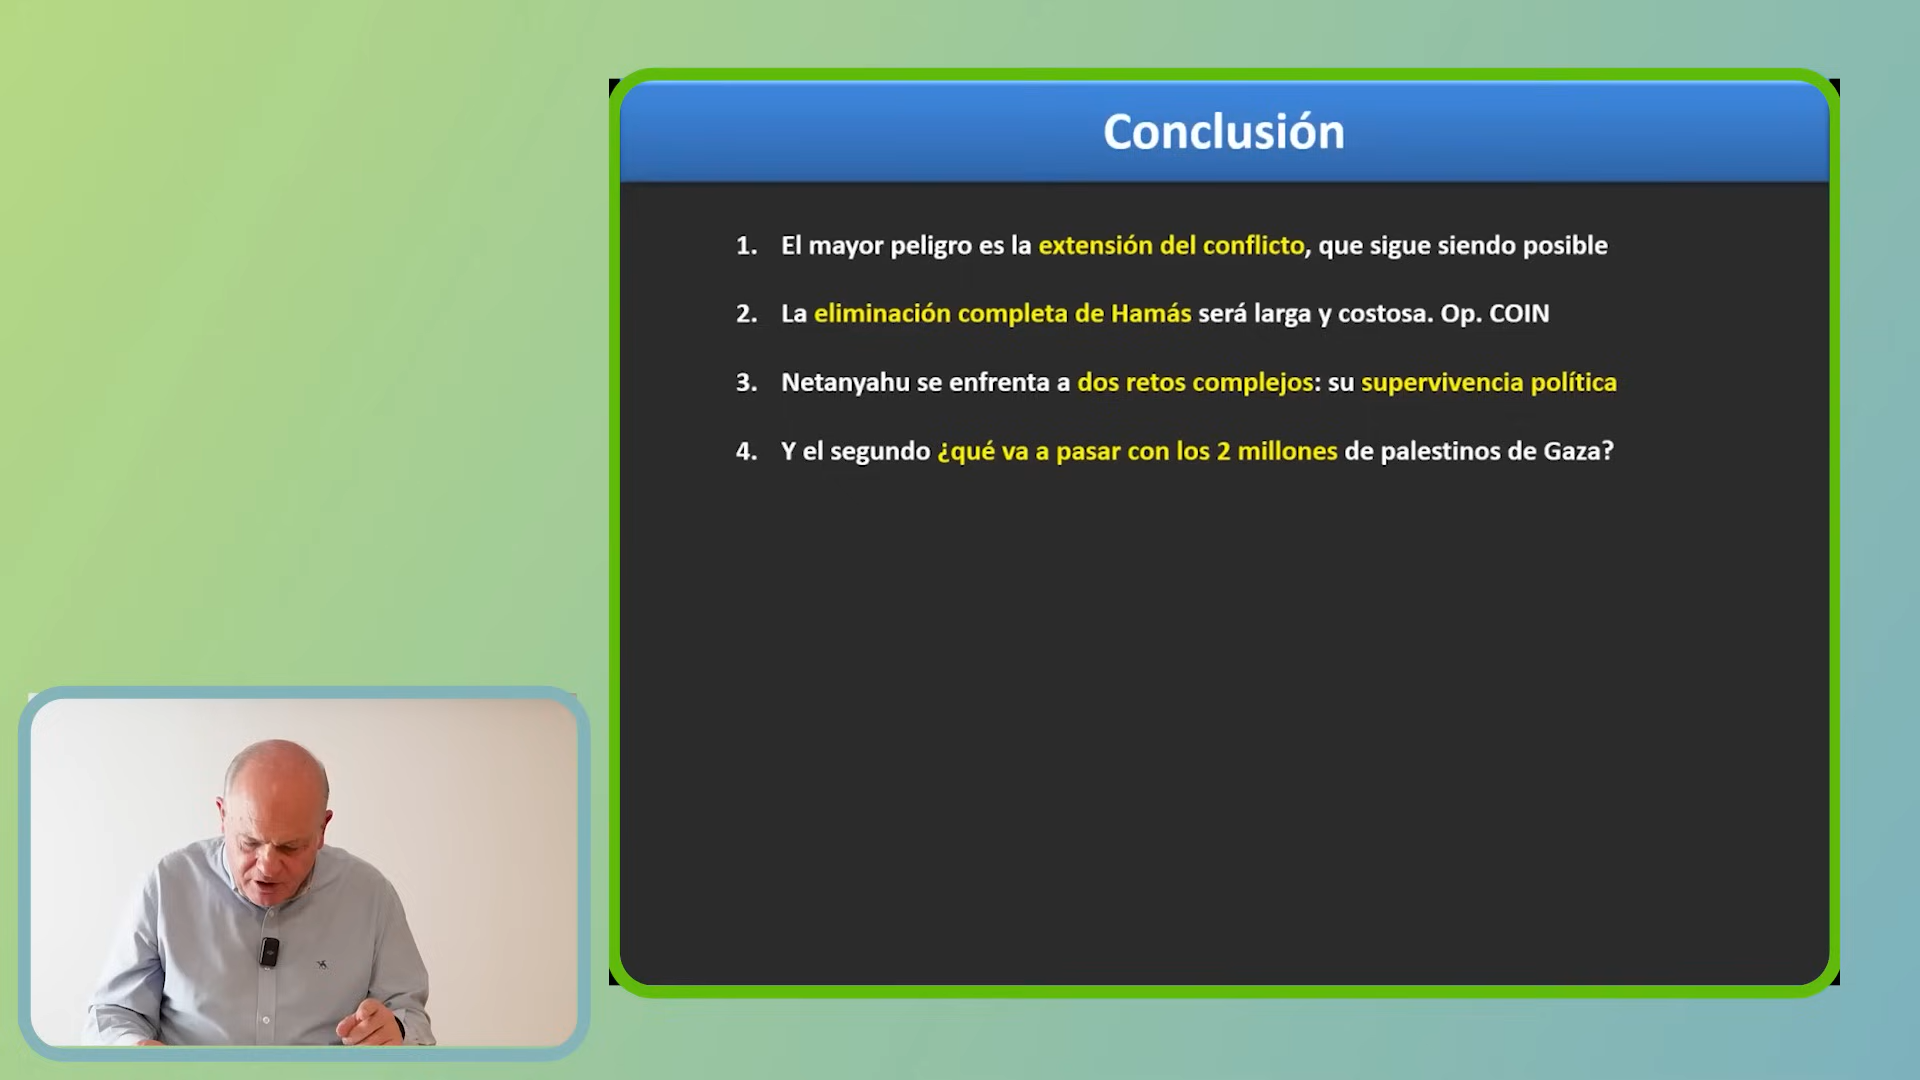 Conclusión
1. El mayor peligro es la extensión del conflicto, que sigue siendo posible
2. La eliminación completa de Hamás será larga y costosa. Op. COIN
3. Netanyahu se enfrenta a dos retos complejos: su supervivencia política
4. Y el segundo ¿qué va a pasar con los 2 millones de palestinos de Gaza?